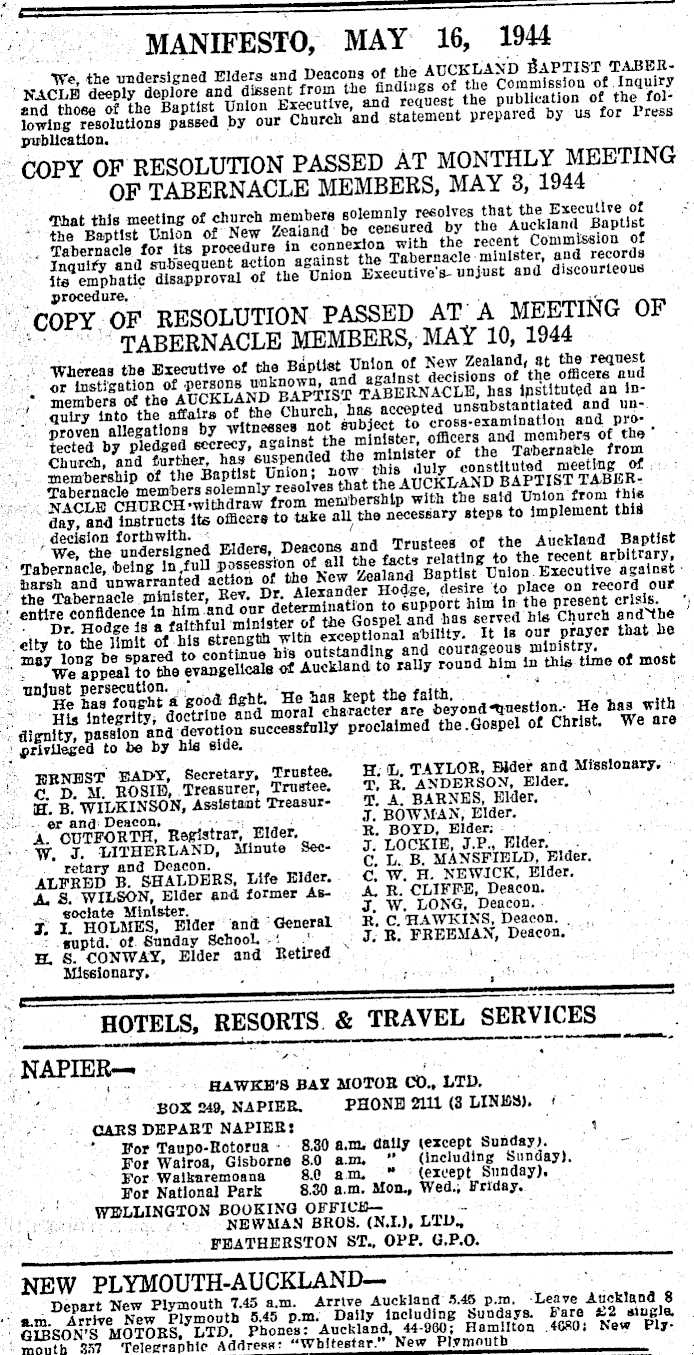 MANIFESTO, MAY 16, 1944
We, the undersigned Elders and Deacons of the AUCKLAND BAPTIST TABER-
NACLE deeply deplore and dissent from the findings of the Commission of Inquiry
and those of the Baptist Union Executive, and request the publication of the fol-
lowing resolutions passed by our Church and statement prepared by us for Press
publication.
COPY OF RESOLUTION PASSED AT MONTHLY MEETING
OF TABERNACLE MEMBERS, MAY 3, 1944
That this meeting of church members solemnly resolves that the Executive of
the Baptist Union of New Zealand be censured by the Auckland Baptist
Tabernacle for its procedure in connexion with the recent Commission of
Inquiry and subsequent action against the Tabernacle minister, and records
its emphatic disapproval of the Union Executive's unjust and discourteous
procedure.
COPY OF RESOLUTION PASSED AT A MEETING OF
TABERNACLE MEMBERS, MAY 10, 1944
Whereas the Executive of the Baptist Union of New Zealand, at the request
or instigation of persons unknown, and against decisions of the officers and
members of the AUCKLAND BAPTIST TABERNACLE, has instituted an in-
quiry into the affairs of the Church, has accepted unsubstantiated and un-
proven allegations by witnesses not subject to cross-examination and pro-
tected by pledged secrecy, against the minister, officers and members of the
Church, and further, has suspended the minister of the Tabernacle from
membership of the Baptist Union; now this duly constituted meeting of
Tabernacle members solemnly resolves that the AUCKLAND BAPTIST TABER-
NACLE CHURCH withdraw from membership with the said Union from this
day, and instructs its officers to take all the necessary steps to implement this
decision forthwith.
We, the undersigned Elders, Deacons and Trustees of the Auckland Baptist
Tabernacle, being in full possession of all the facts relating to the recent arbitrary,
harsh and unwarranted action of the New Zealand Baptist Union Executive against
the Tabernacle minister, Rev. Dr. Alexander Hodge, desire to place on record our
entire confidence in him and our determination to support him in the present crisis.
Dr. Hodge is a faithful minister of the Gospel and has served his Church and the
city to the limit of his strength with exceptional ability. It is our prayer that he
may long be spared to continue his outstanding and courageous ministry.
We appeal to the evangelicals of Auckland to rally round him in this time of most
unjust persecution.
He has fought a good fight. He has kept the faith.
His integrity, doctrine and moral character are beyond question. He has with
dignity, passion and devotion successfully proclaimed the Gospel of Christ. We are
privileged to be by his side.
ERNEST EADY, Secretary, Trustee.
C. D. M. ROSIE, Treasurer, Trustee.
H. B. WILKINSON, Assistant Treasur-
er and Deacon.
A. CUTFORTH, Registrar, Elder.
W. J. LITHERLAND, Minute Sec-
retary and Deacon.
ALFRED B. SHALDERS, Life Elder.
A. S. WILSON, Elder and former As-
sociate Minister.
J. I. HOLMES, Elder and General
suptd. of Sunday School.
H. S. CONWAY, Elder and Retired
Missionary.
H. L. TAYLOR, Elder and Missionary.
T. R. ANDERSON, Elder.
T. A. BARNES, Elder.
J. BOWMAN, Elder.
R. BOYD, Elder.
J. LOCKIE, J.P., Elder.
C. L. B. MANSFIELD, Elder.
C. W. H. NEWICK, Elder.
A. R. CLIFFE, Deacon.
J. W. LONG, Deacon.
R. C. HAWKINS, Deacon.
J. R. FREEMAN, Deacon.
HOTELS, RESORTS & TRAVEL SERVICES
NAPIER—
HAWKE'S BAY MOTOR CO., LTD.
BOX 249, NAPIER. PHONE 2111 (3 LINES).
CARS DEPART NAPIER:
For Taupo-Rotorua 8.30 a.m. daily (except Sunday).
For Wairoa, Gisborne 8.0 a.m. " (including Sunday).
For Waikaremoana 8.0 a.m. " (except Sunday).
For National Park 8.30 a.m. Mon., Wed., Friday.
WELLINGTON BOOKING OFFICE—
NEWMAN BROS. (N.I.), LTD.,
FEATHERSTON ST., OPP. G.P.O.
NEW PLYMOUTH-AUCKLAND—
Depart New Plymouth 7.45 a.m. Arrive Auckland 5.45 p.m. Leave Auckland 8
a.m. Arrive New Plymouth 5.45 p.m. Daily including Sundays. Fare £2 single.
GIBSON'S MOTORS, LTD. Phones: Auckland, 44-960; Hamilton 4680; New Ply-
mouth 357 Telegraphic Address: "Whitestar." New Plymouth